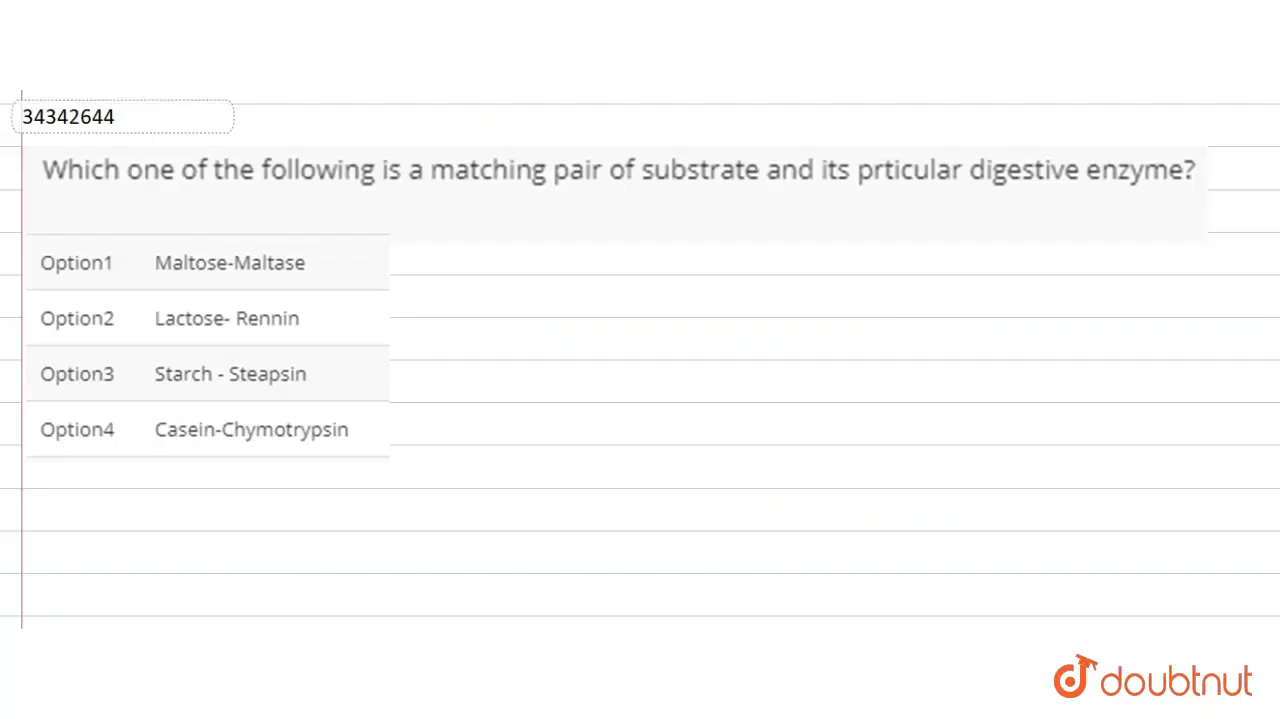 34342644
Which one of the following is a matching pair of substrate and its prticular digestive enzyme?
Option1 Maltose-Maltase
Option2 Lactose- Rennin
Option3 Starch - Steapsin
Option4 Casein-Chymotrypsin
doubtnut